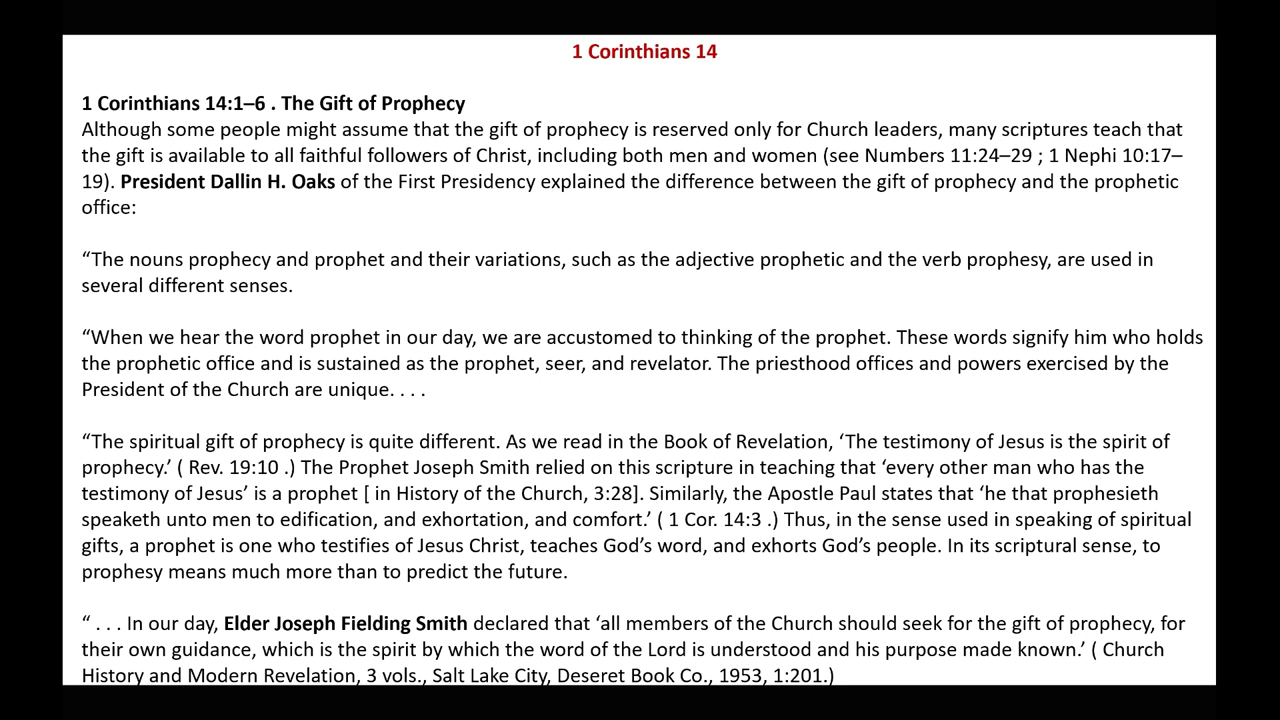 1 Corinthians 14
1 Corinthians 14:1–6 . The Gift of Prophecy
Although some people might assume that the gift of prophecy is reserved only for Church leaders, many scriptures teach that
the gift is available to all faithful followers of Christ, including both men and women (see Numbers 11:24–29 ; 1 Nephi 10:17–
19). President Dallin H. Oaks of the First Presidency explained the difference between the gift of prophecy and the prophetic
office:
“The nouns prophecy and prophet and their variations, such as the adjective prophetic and the verb prophesy, are used in
several different senses.
“When we hear the word prophet in our day, we are accustomed to thinking of the prophet. These words signify him who holds
the prophetic office and is sustained as the prophet, seer, and revelator. The priesthood offices and powers exercised by the
President of the Church are unique. . . .
“The spiritual gift of prophecy is quite different. As we read in the Book of Revelation, ‘The testimony of Jesus is the spirit of
prophecy.’ ( Rev. 19:10 .) The Prophet Joseph Smith relied on this scripture in teaching that ‘every other man who has the
testimony of Jesus’ is a prophet [ in History of the Church, 3:28]. Similarly, the Apostle Paul states that ‘he that prophesieth
speaketh unto men to edification, and exhortation, and comfort.’ ( 1 Cor. 14:3 .) Thus, in the sense used in speaking of spiritual
gifts, a prophet is one who testifies of Jesus Christ, teaches God’s word, and exhorts God’s people. In its scriptural sense, to
prophesy means much more than to predict the future.
“ . . . In our day, Elder Joseph Fielding Smith declared that ‘all members of the Church should seek for the gift of prophecy, for
their own guidance, which is the spirit by which the word of the Lord is understood and his purpose made known.’ ( Church
History and Modern Revelation, 3 vols., Salt Lake City, Deseret Book Co., 1953, 1:201.)